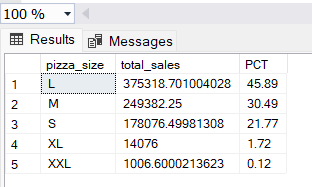 100 %
Results Messages
pizza_size total_sales PCT
1 L 375318.701004028 45.89
2 M 249382.25 30.49
3 S 178076.49981308 21.77
4 XL 14076 1.72
5 XXL 1006.6000213623 0.12